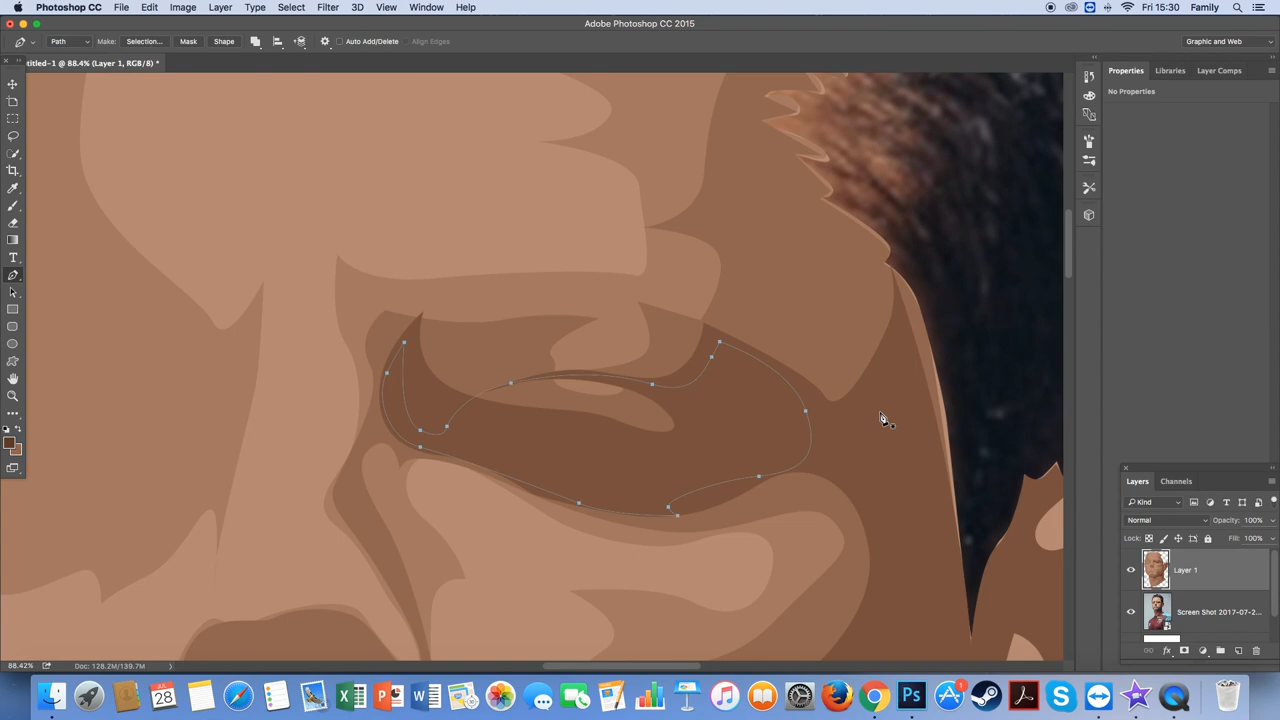 Photoshop CC File Edit Image Layer Type Select Filter 3D View Window Help Fri 15:30 Family
Adobe Photoshop CC 2015
Path Make: Selection... Mask Shape Auto Add/Delete Align Edges Graphic and Web
titled-1 @ 88.4% (Layer 1, RGB/8) *
Properties Libraries Layer Comps
No Properties
Layers Channels
Kind
Normal Opacity: 100%
Lock: Fill: 100%
Layer 1
Screen Shot 2017-07-2...
88.42% Doc: 128.2M/139.7M
JUL
28
1